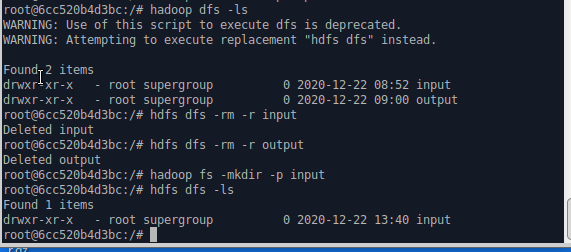 root@6cc520b4d3bc:/# hadoop dfs -ls
WARNING: Use of this script to execute dfs is deprecated.
WARNING: Attempting to execute replacement "hdfs dfs" instead.
Found 2 items
drwxr-xr-x   - root supergroup          0 2020-12-22 08:52 input
drwxr-xr-x   - root supergroup          0 2020-12-22 09:00 output
root@6cc520b4d3bc:/# hdfs dfs -rm -r input
Deleted input
root@6cc520b4d3bc:/# hdfs dfs -rm -r output
Deleted output
root@6cc520b4d3bc:/# hadoop fs -mkdir -p input
root@6cc520b4d3bc:/# hdfs dfs -ls
Found 1 items
drwxr-xr-x   - root supergroup          0 2020-12-22 13:40 input
root@6cc520b4d3bc:/#